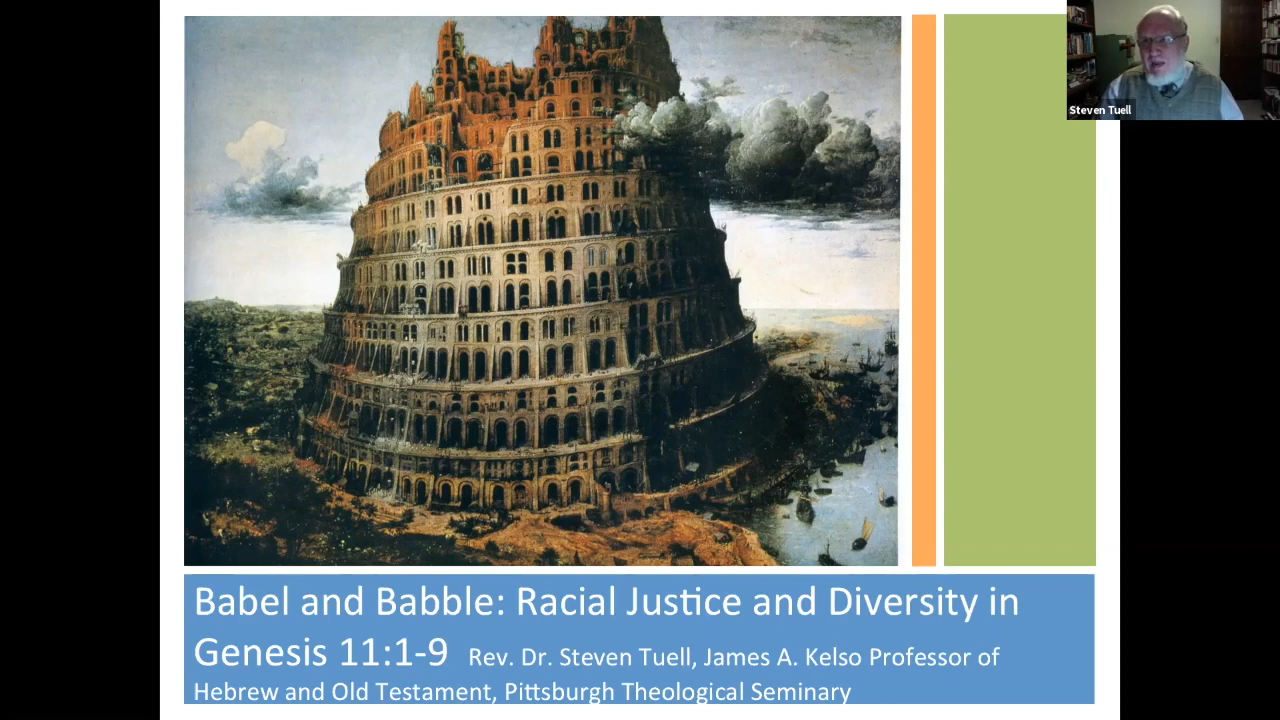 Steven Tuell
Babel and Babble: Racial Justice and Diversity in
Genesis 11:1-9 Rev. Dr. Steven Tuell, James A. Kelso Professor of
Hebrew and Old Testament, Pittsburgh Theological Seminary